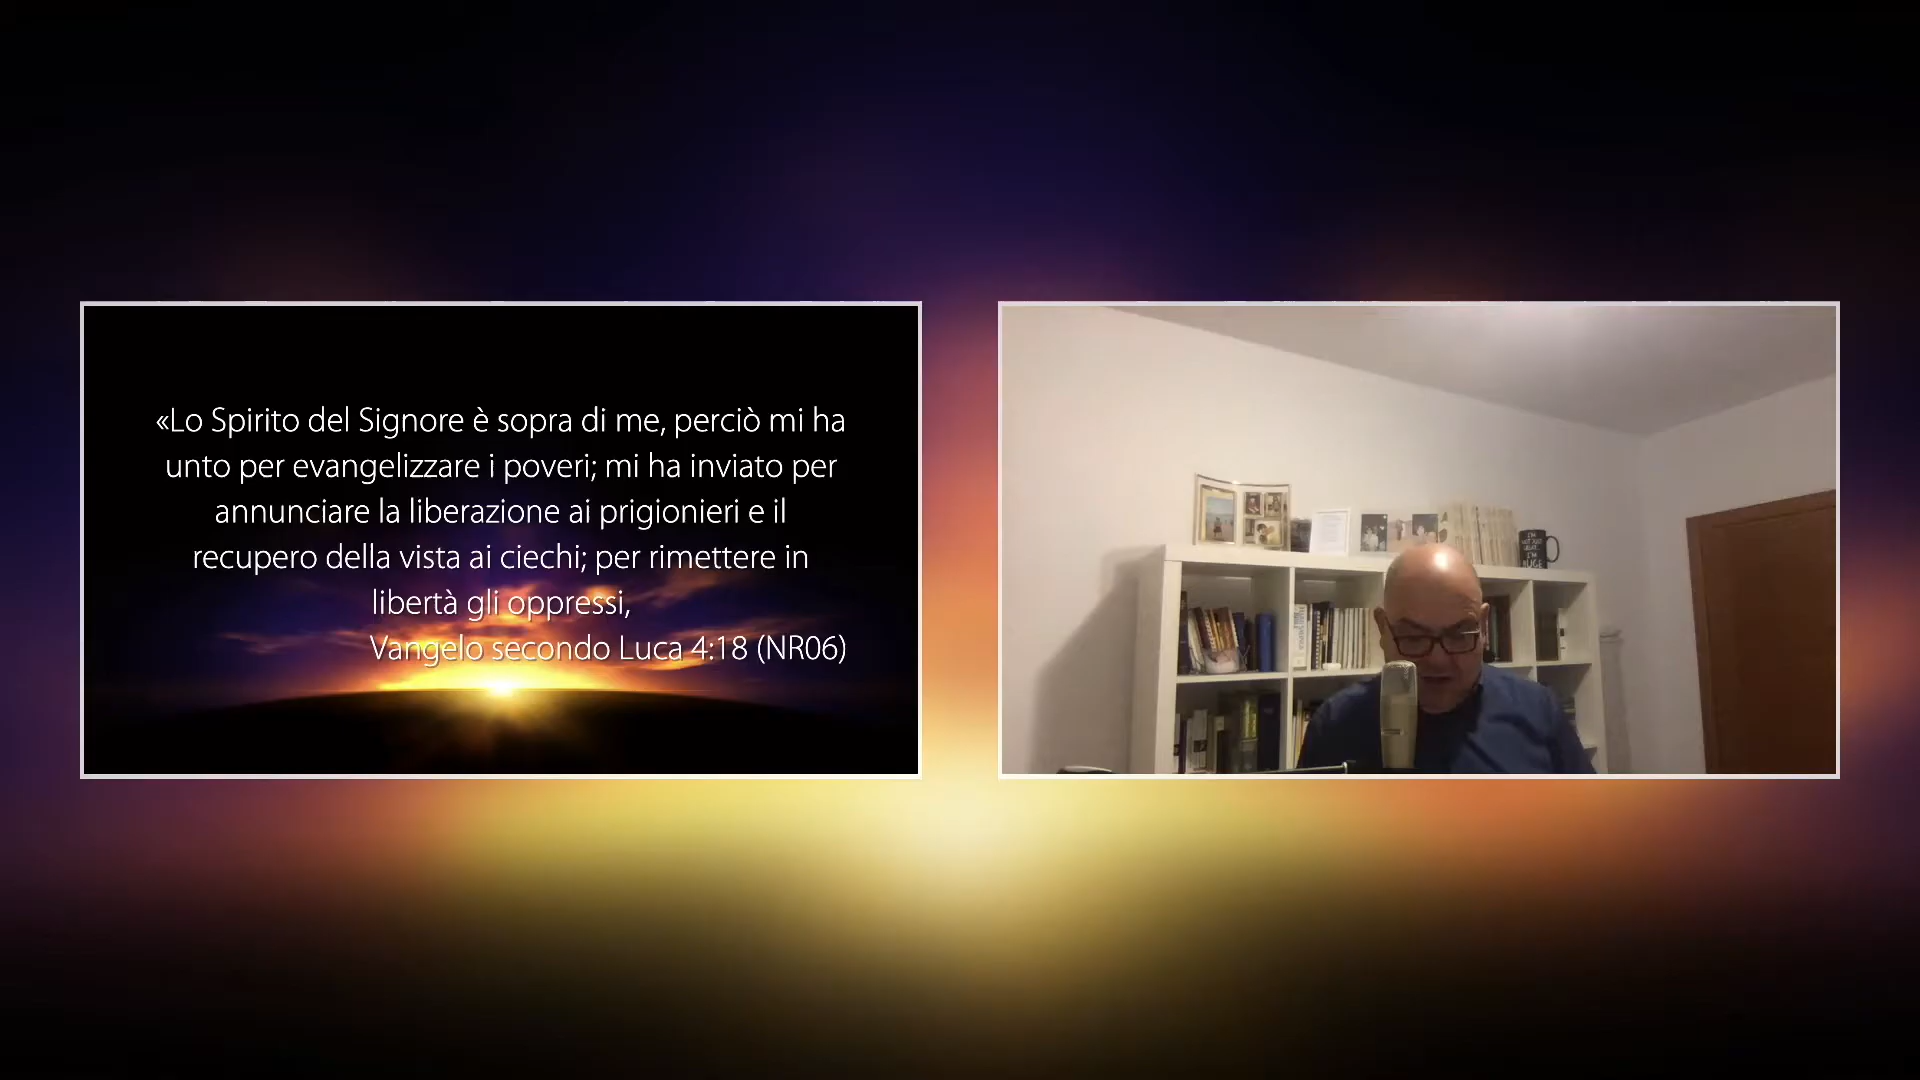 «Lo Spirito del Signore è sopra di me, perciò mi ha
unto per evangelizzare i poveri; mi ha inviato per
annunciare la liberazione ai prigionieri e il
recupero della vista ai ciechi; per rimettere in
libertà gli oppressi,
Vangelo secondo Luca 4:18 (NR06)